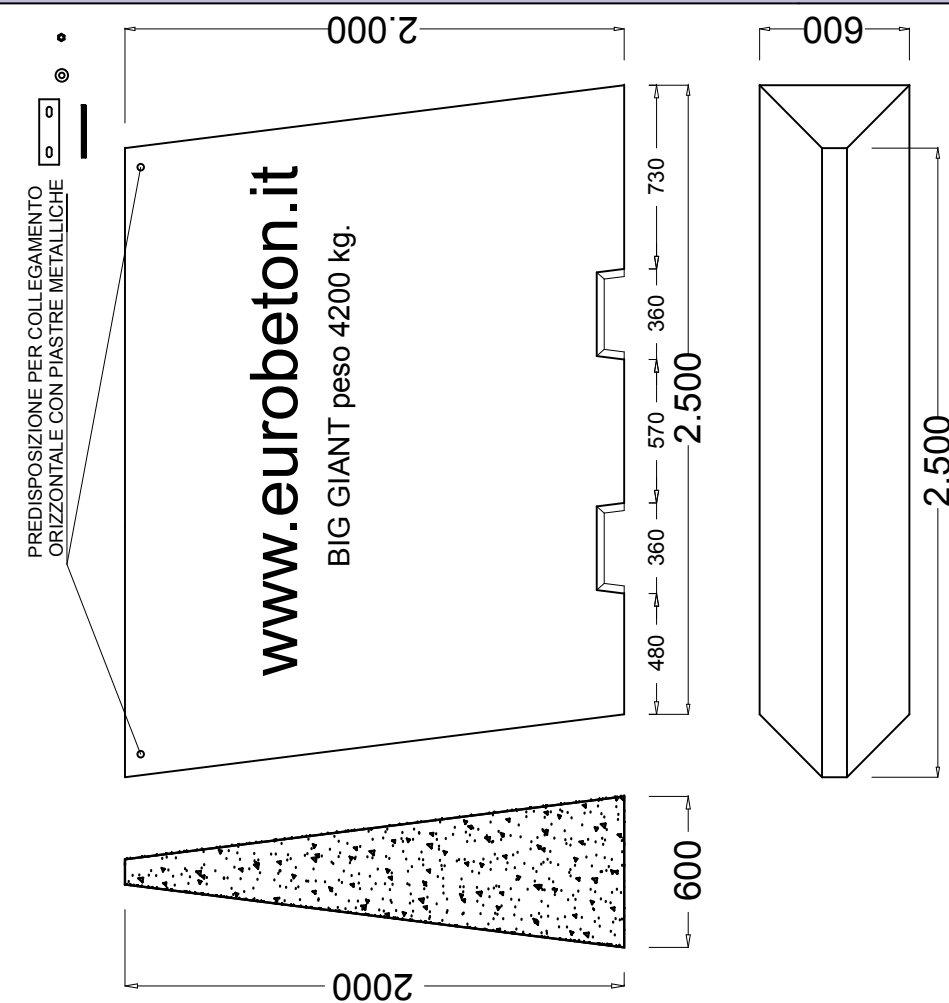 PREDISPOSIZIONE PER COLLEGAMENTO
ORIZZONTALE CON PIASTRE METALLICHE
2.000
600
www.eurobeton.it
BIG GIANT peso 4200 kg.
480
360
570
360
730
2.500
2.500
2000
600